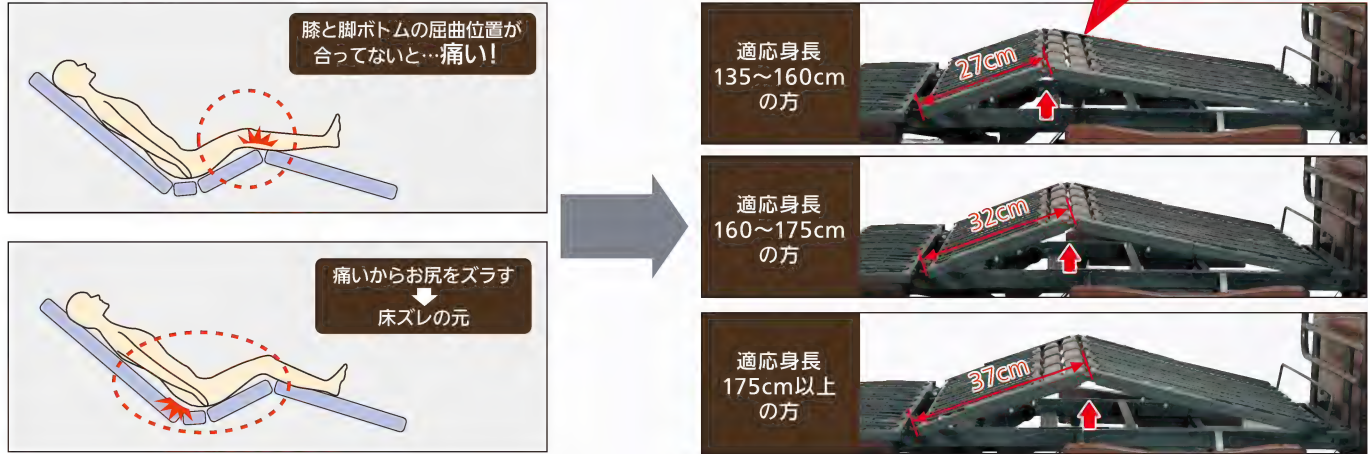 膝と脚ボトムの屈曲位置が
合ってないと…痛い！
痛いからお尻をズラす
床ズレの元
適応身長
135～160cm
の方
27cm
適応身長
160～175cm
の方
32cm
適応身長
175cm以上
の方
37cm